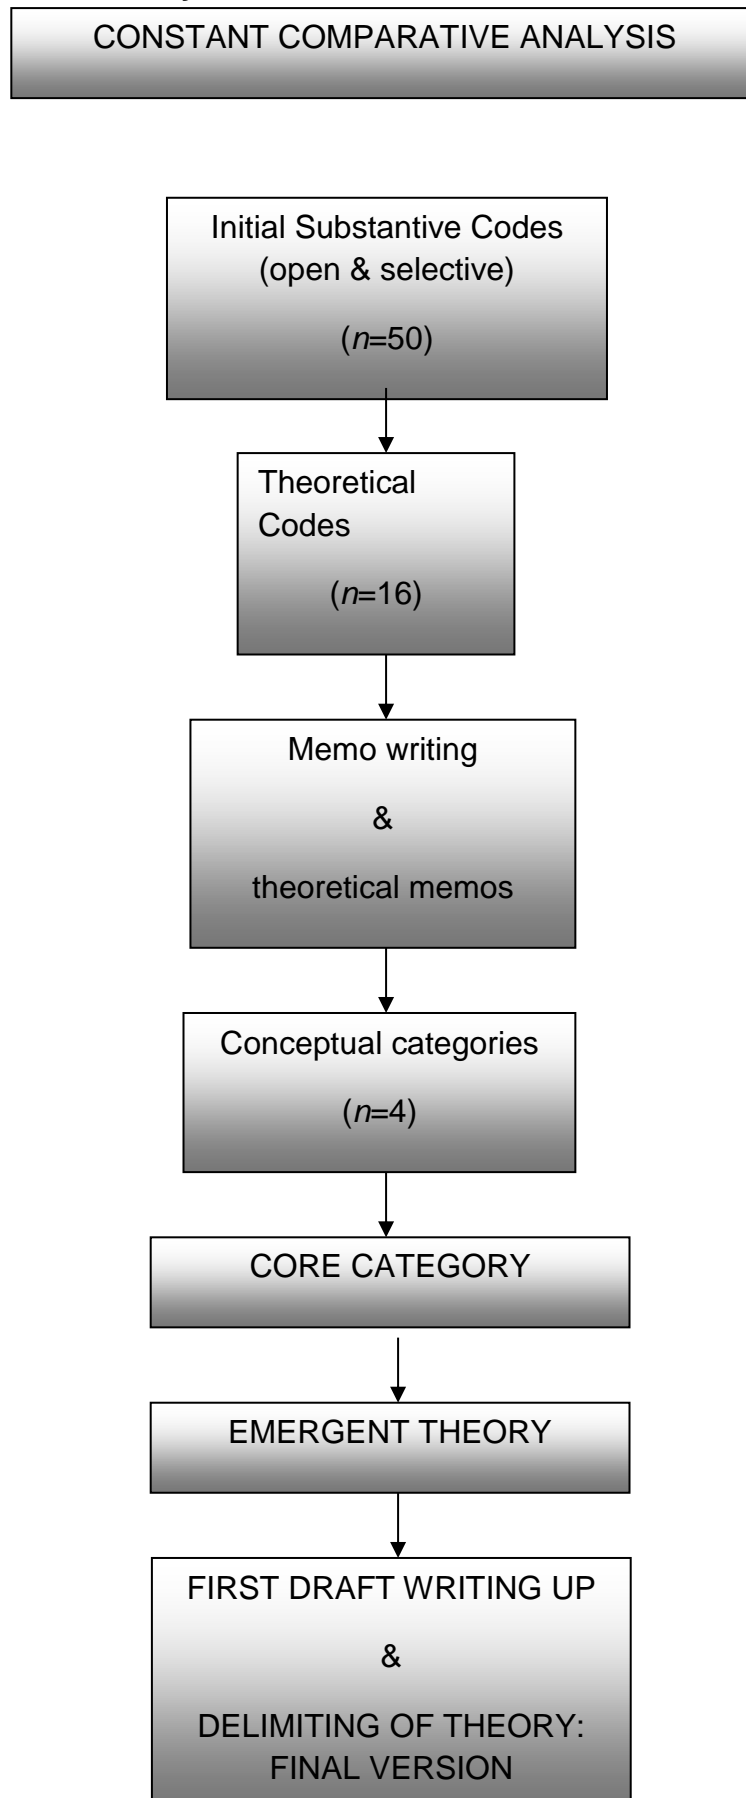 CONSTANT COMPARATIVE ANALYSIS
Initial Substantive Codes
(open & selective)
(n=50)
Theoretical
Codes
(n=16)
Memo writing
&
theoretical memos
Conceptual categories
(n=4)
CORE CATEGORY
EMERGENT THEORY
FIRST DRAFT WRITING UP
&
DELIMITING OF THEORY:
FINAL VERSION